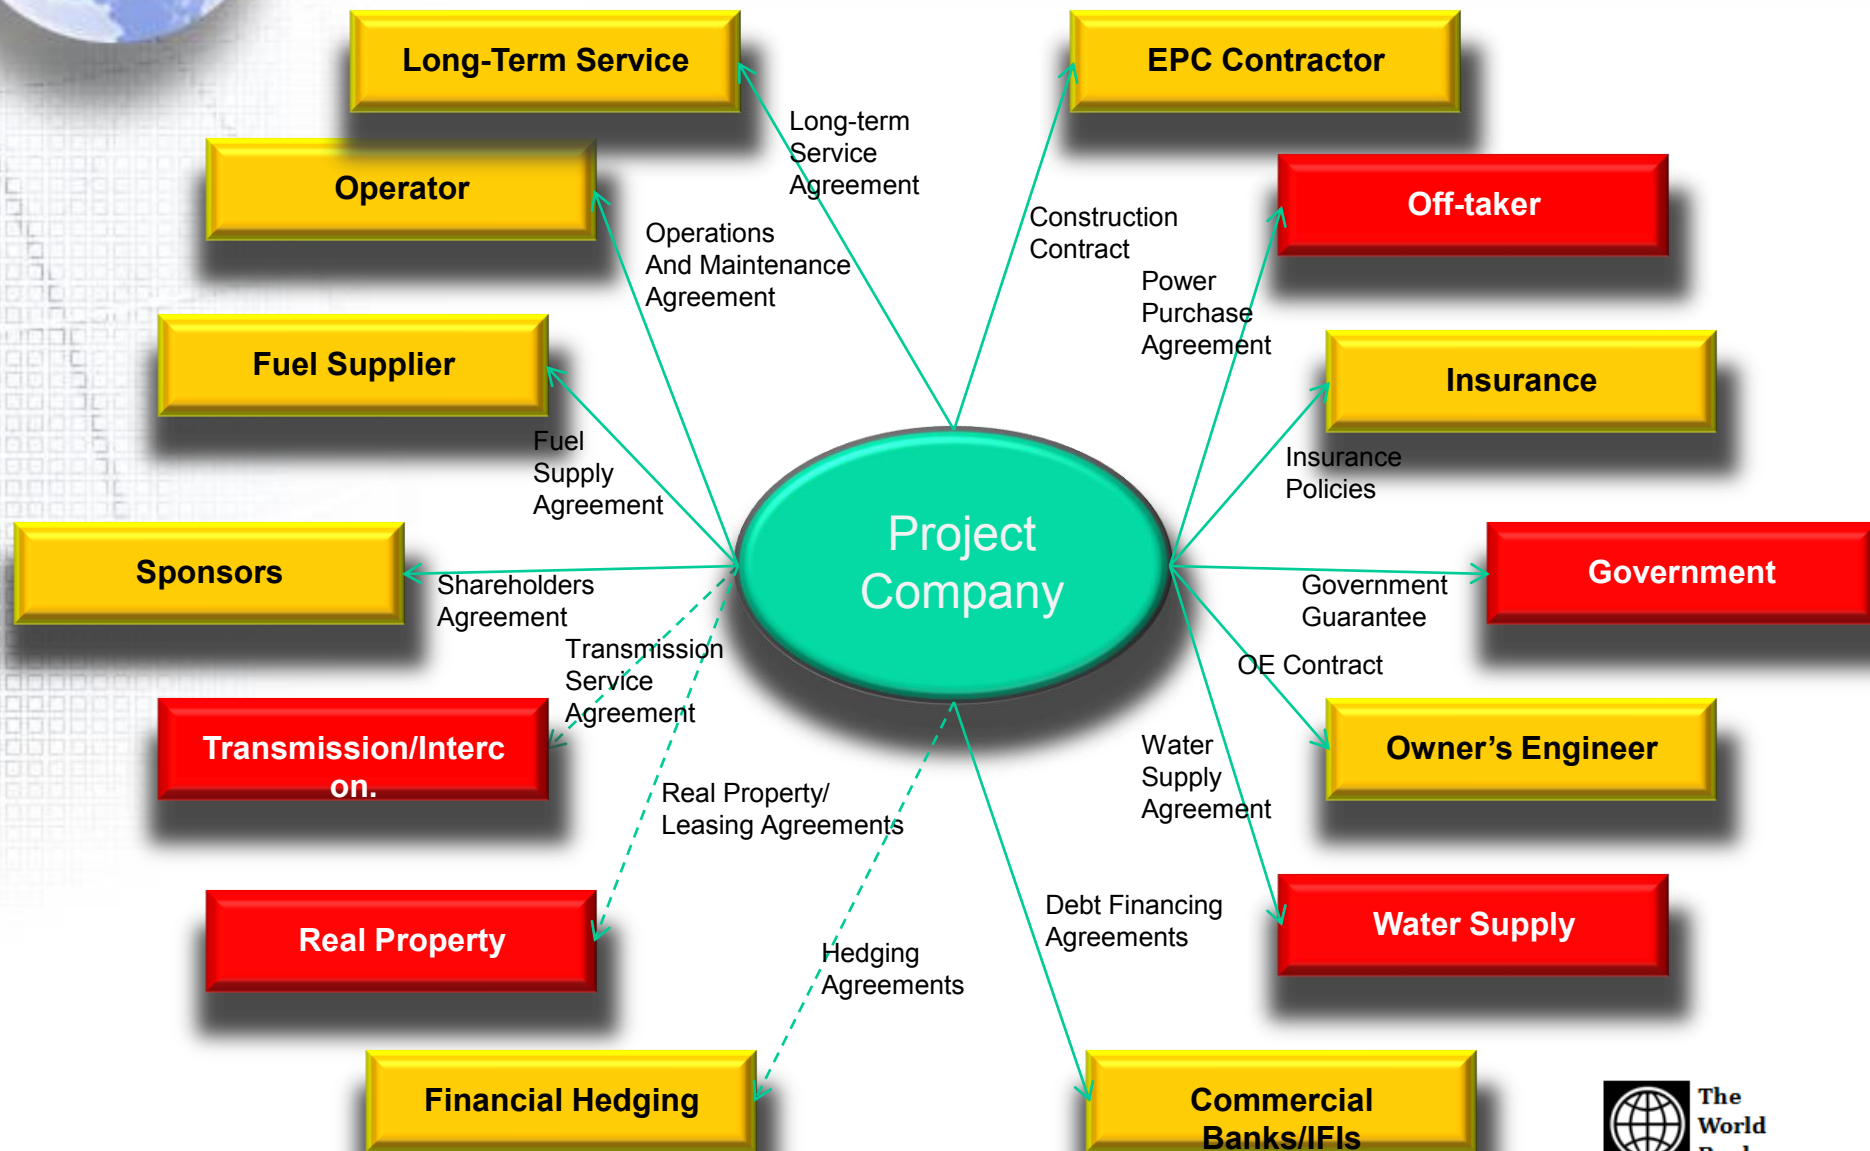 Long-Term Service
EPC Contractor
Long-term
Service
Agreement
Operator
Off-taker
Construction
Contract
Operations
And Maintenance
Agreement
Power
Purchase
Agreement
Fuel Supplier
Insurance
Fuel
Supply
Agreement
Insurance
Policies
Project
Company
Sponsors
Shareholders
Agreement
Government
Government
Guarantee
Transmission
Service
Agreement
OE Contract
Transmission/Interc
on.
Owner’s Engineer
Water
Supply
Agreement
Real Property/
Leasing Agreements
Real Property
Water Supply
Debt Financing
Agreements
Hedging
Agreements
Financial Hedging
Commercial
Banks/IFIs
The
World